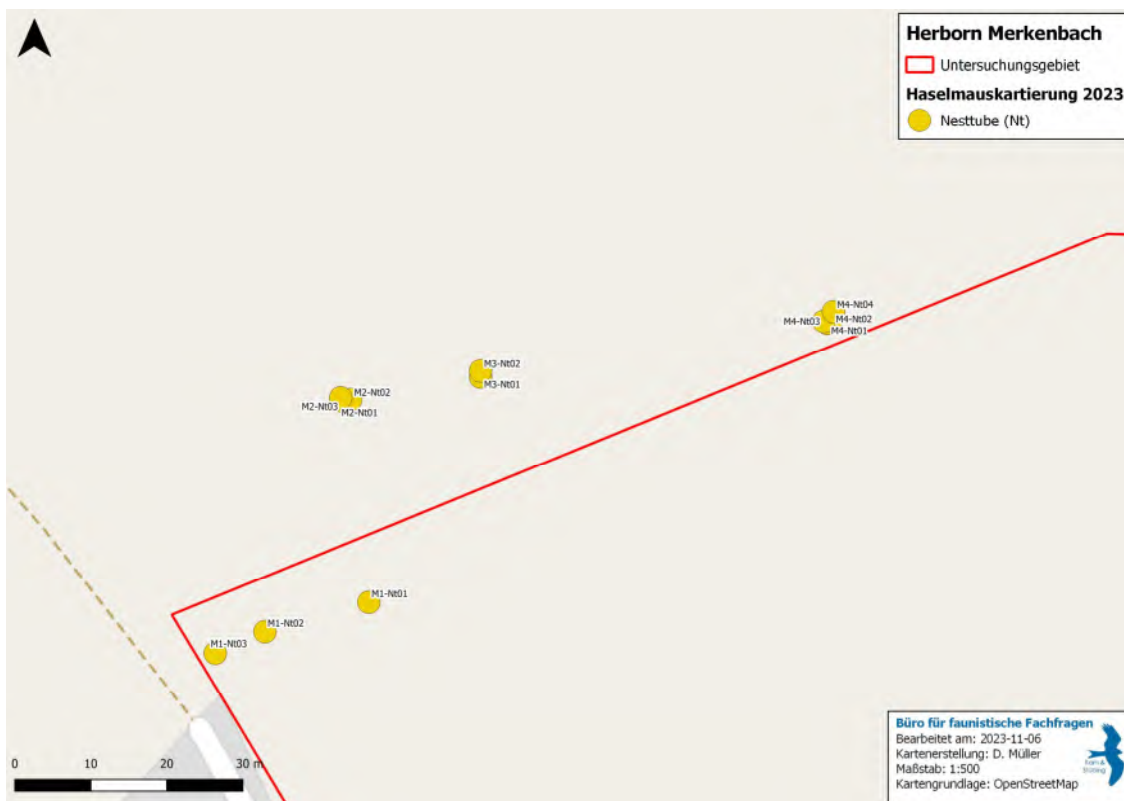 Herborn Merkenbach
Untersuchungsgebiet
Haselmauskartierung 2023
Nesttube (Nt)
M4-Nt04
M4-Nt03
M4-Nt02
M4-Nt01
M3-Nt02
M3-Nt01
M2-Nt02
M2-Nt03
M2-Nt01
M1-Nt01
M1-Nt02
M1-Nt03
0 10 20 30 m
Büro für faunistische Fachfragen
Bearbeitet am: 2023-11-06
Kartenerstellung: D. Müller
Maßstab: 1:500
Kartengrundlage: OpenStreetMap